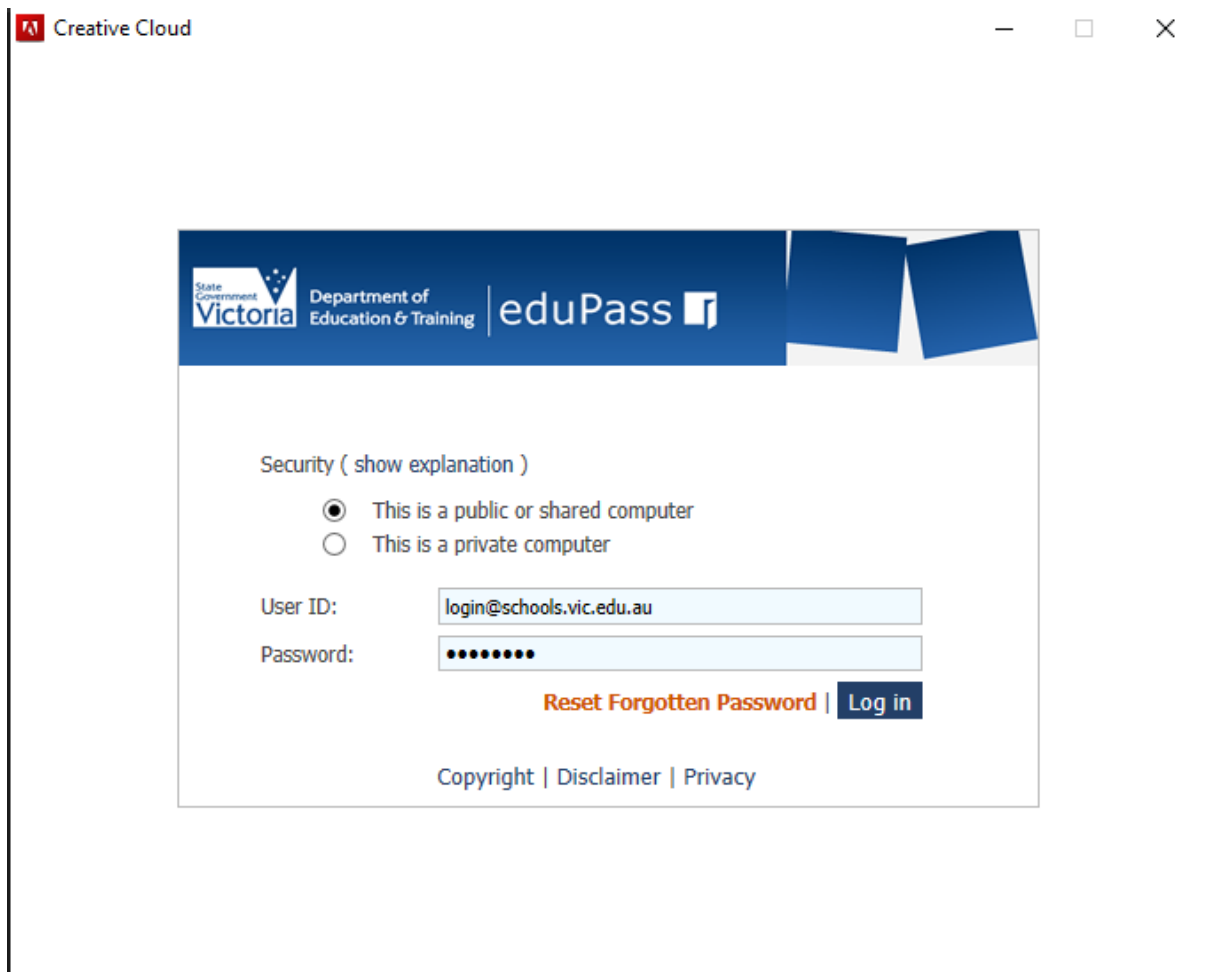 Creative Cloud
State
Government
Victoria
Department of
Education & Training
eduPass
Security ( show explanation )
This is a public or shared computer
This is a private computer
User ID: login@schools.vic.edu.au
Password: ••••••••
Reset Forgotten Password | Log in
Copyright | Disclaimer | Privacy